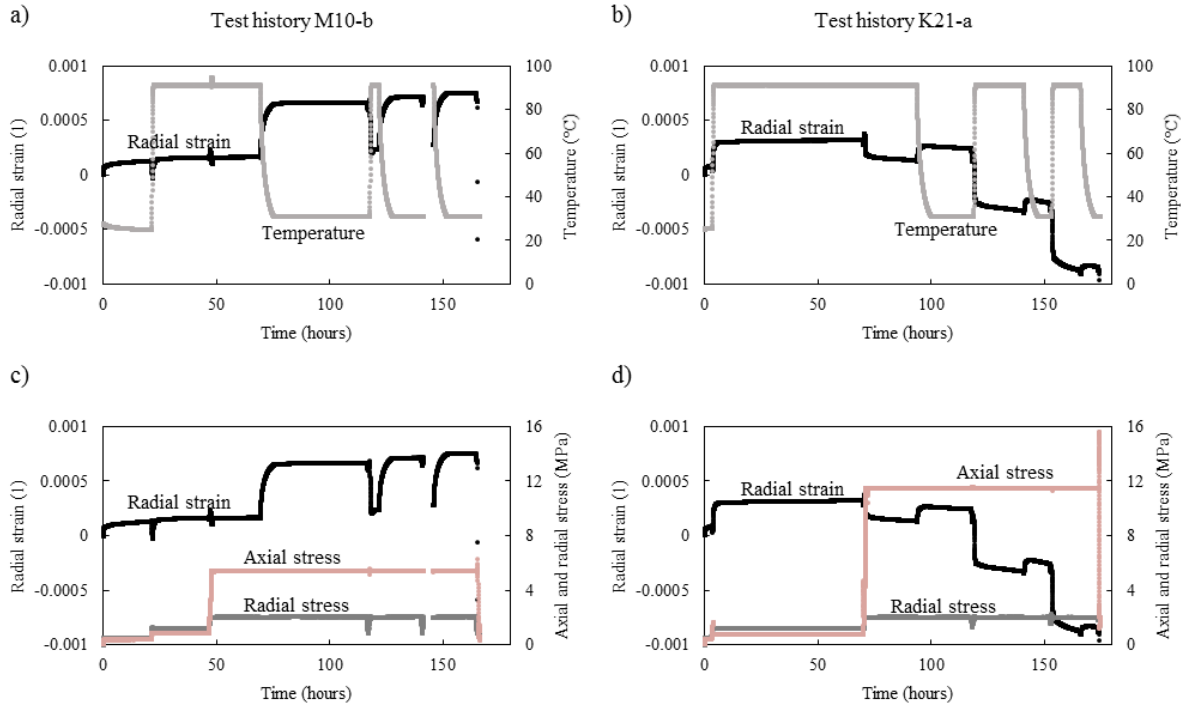 a)
Test history M10-b
b)
Test history K21-a
0.001
0.0005
0
-0.0005
-0.001
Radial strain (1)
100
80
60
40
20
0
Temperature (°C)
Radial strain
Temperature
0
50
100
150
Time (hours)
0.001
0.0005
0
-0.0005
-0.001
Radial strain (1)
100
80
60
40
20
0
Temperature (°C)
Radial strain
Temperature
0
50
100
150
Time (hours)
c)
d)
0.001
0.0005
0
-0.0005
-0.001
Radial strain (1)
16
12
8
4
0
Axial and radial stress (MPa)
Radial strain
Axial stress
Radial stress
0
50
100
150
Time (hours)
0.001
0.0005
0
-0.0005
-0.001
Radial strain (1)
16
12
8
4
0
Axial and radial stress (MPa)
Axial stress
Radial strain
Radial stress
0
50
100
150
Time (hours)